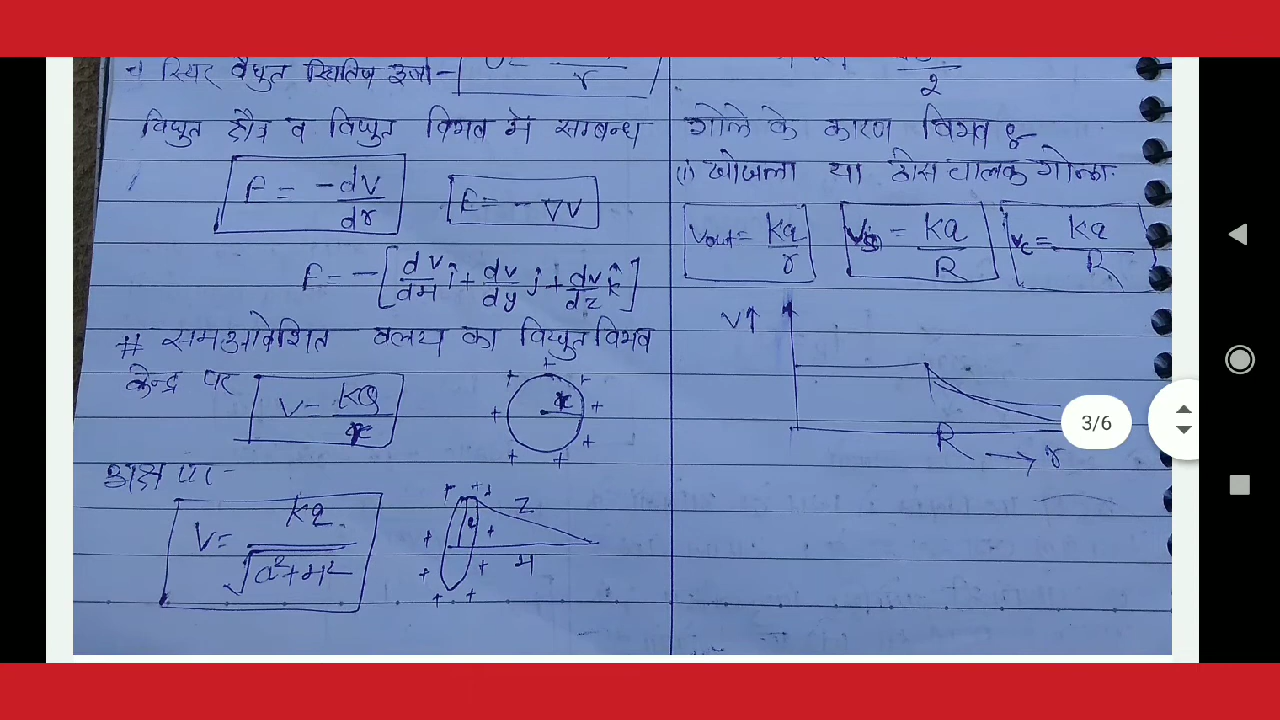 स्थिर वैधुत स्थितिज ऊर्जा -
r
विधुत क्षेत्र व विधुत विभव मे सम्बन्ध
E = -dV/dr
E = -∇V
E = -[dv/dx î + dv/dy ĵ + dv/dz k̂]
# समआवेशित वलय का विधुत विभव
केन्द्र पर
V = KQ
+ + + + + + + +
अक्ष पर -
V = kq/√a²+x²
+ + + + + + + +
z
x
2
गोले के कारण विभव :-
(i) खोखला या ठोस चालक गोला:
Vout = kq/r
= kq/R
Vc = kq/R
V↑
R → r
3/6